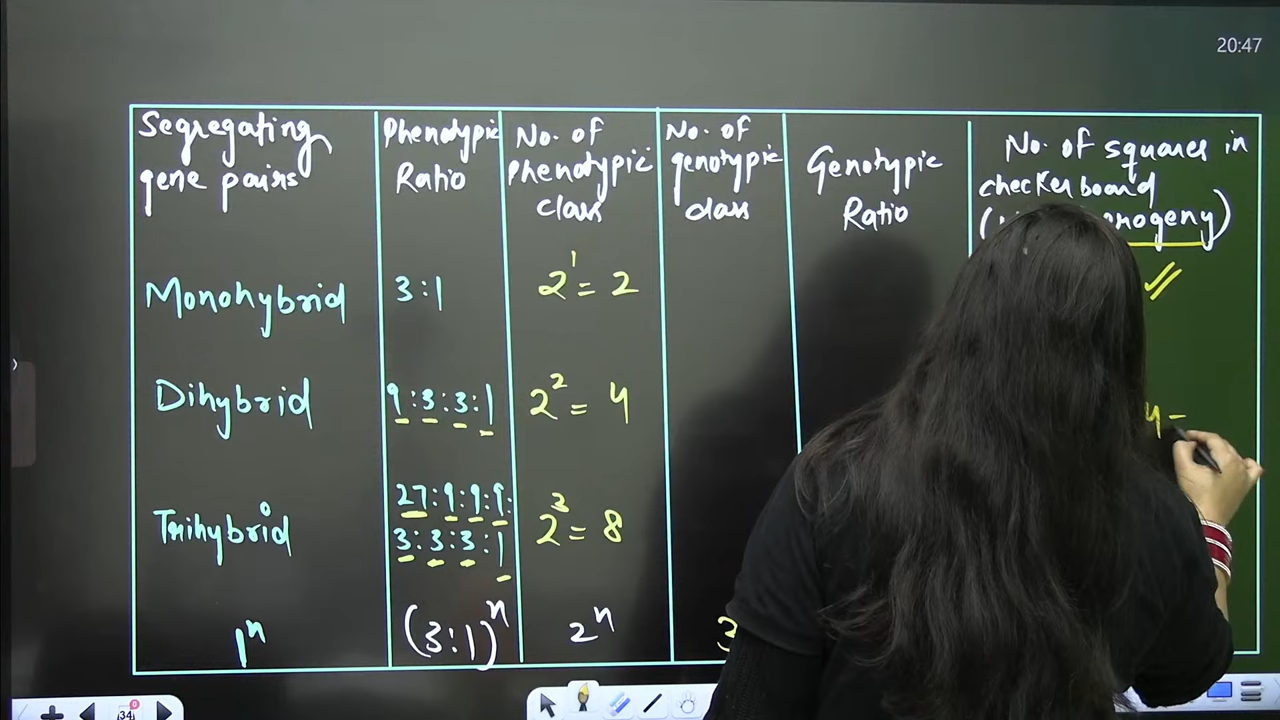 20:47
Segregating
gene pairs
Phenotypic
Ratio
No. of
Phenotypic
class
No. of
genotypic
class
Genotypic
Ratio
No. of squares in
checkerboard
Monohybrid
3:1
2¹ = 2
Dihybrid
9:3:3:1
2² = 4
4 =
Trihybrid
27:9:9:9:
3:3:3:1
2³ = 8
1ⁿ
(3:1)ⁿ
2ⁿ
3
34